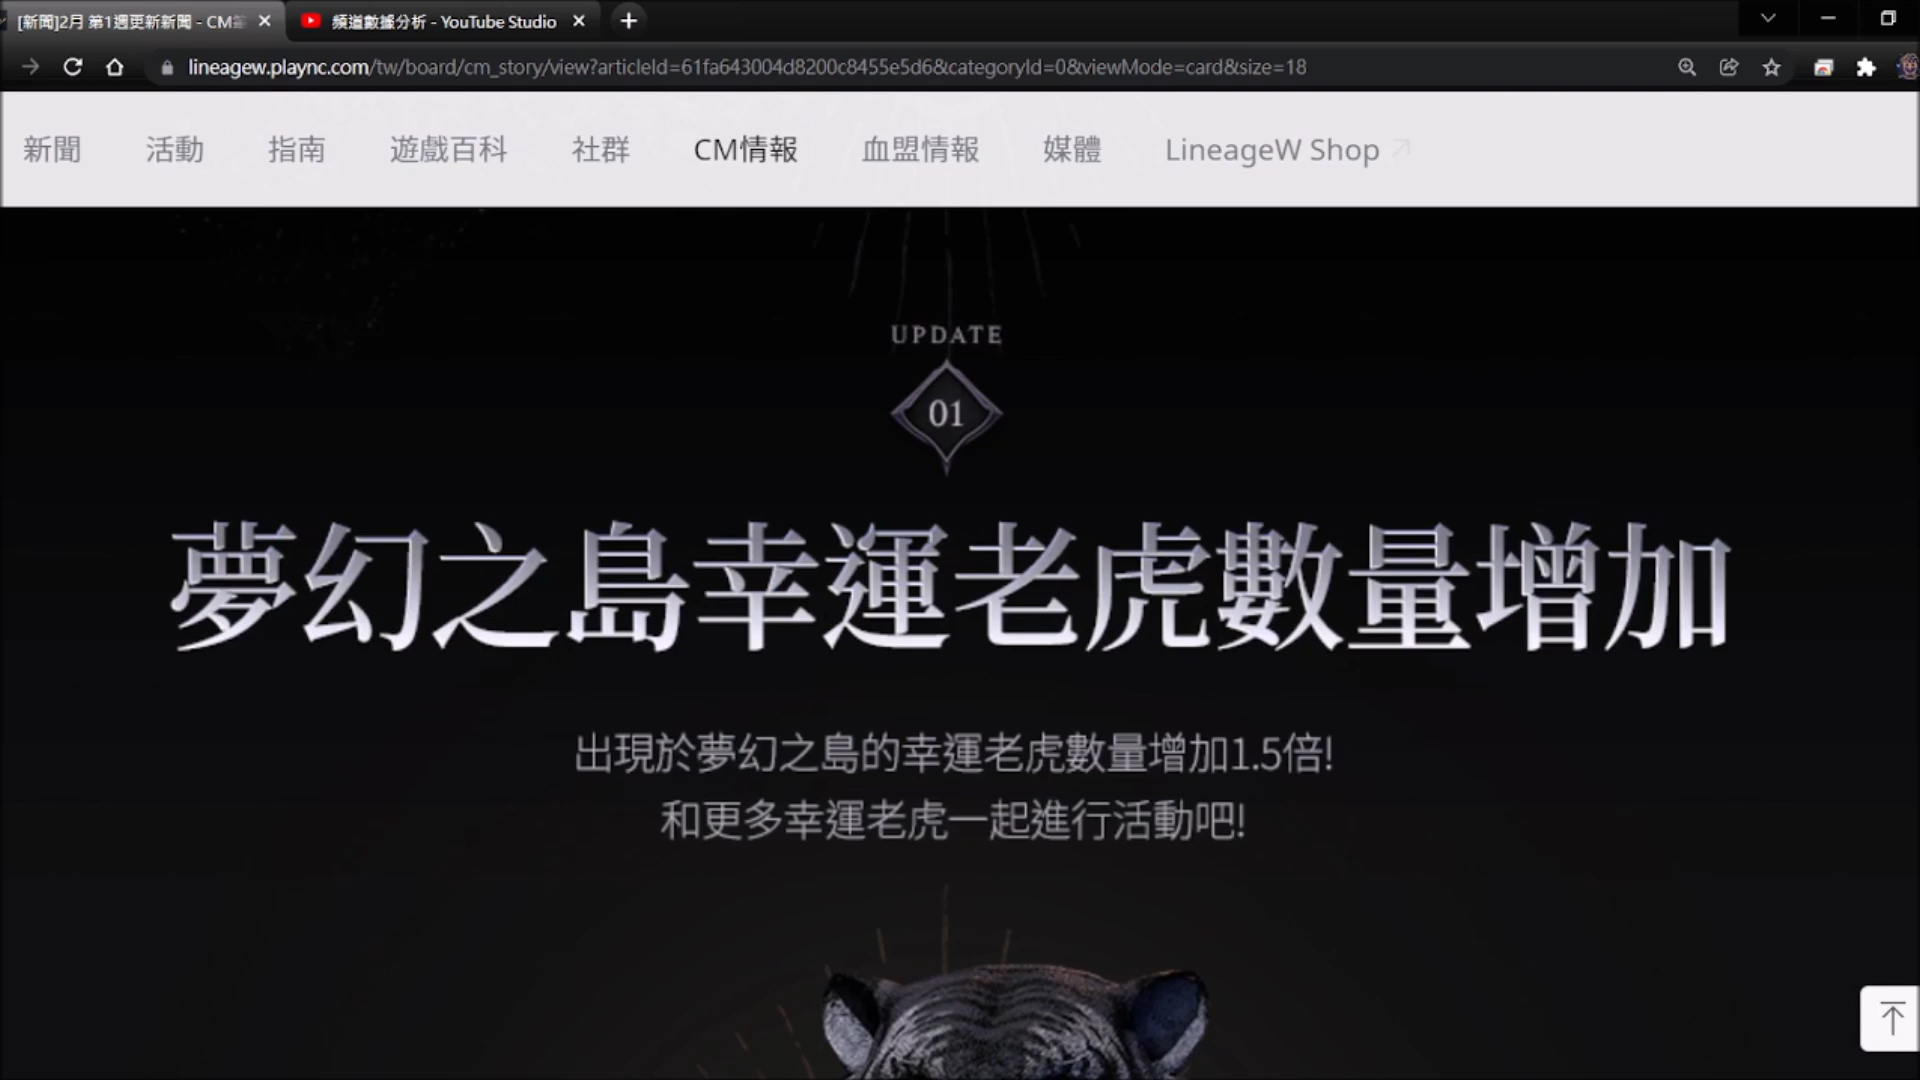 [新聞]2月 第1週更新新聞 - CM
頻道數據分析 - YouTube Studio
lineagew.plaync.com/tw/board/cm_story/view?articleId=61fa643004d8200c8455e5d6&categoryId=0&viewMode=card&size=18
新聞 活動 指南 遊戲百科 社群 CM情報 血盟情報 媒體 LineageW Shop
UPDATE
01
夢幻之島幸運老虎數量增加
出現於夢幻之島的幸運老虎數量增加1.5倍!
和更多幸運老虎一起進行活動吧!